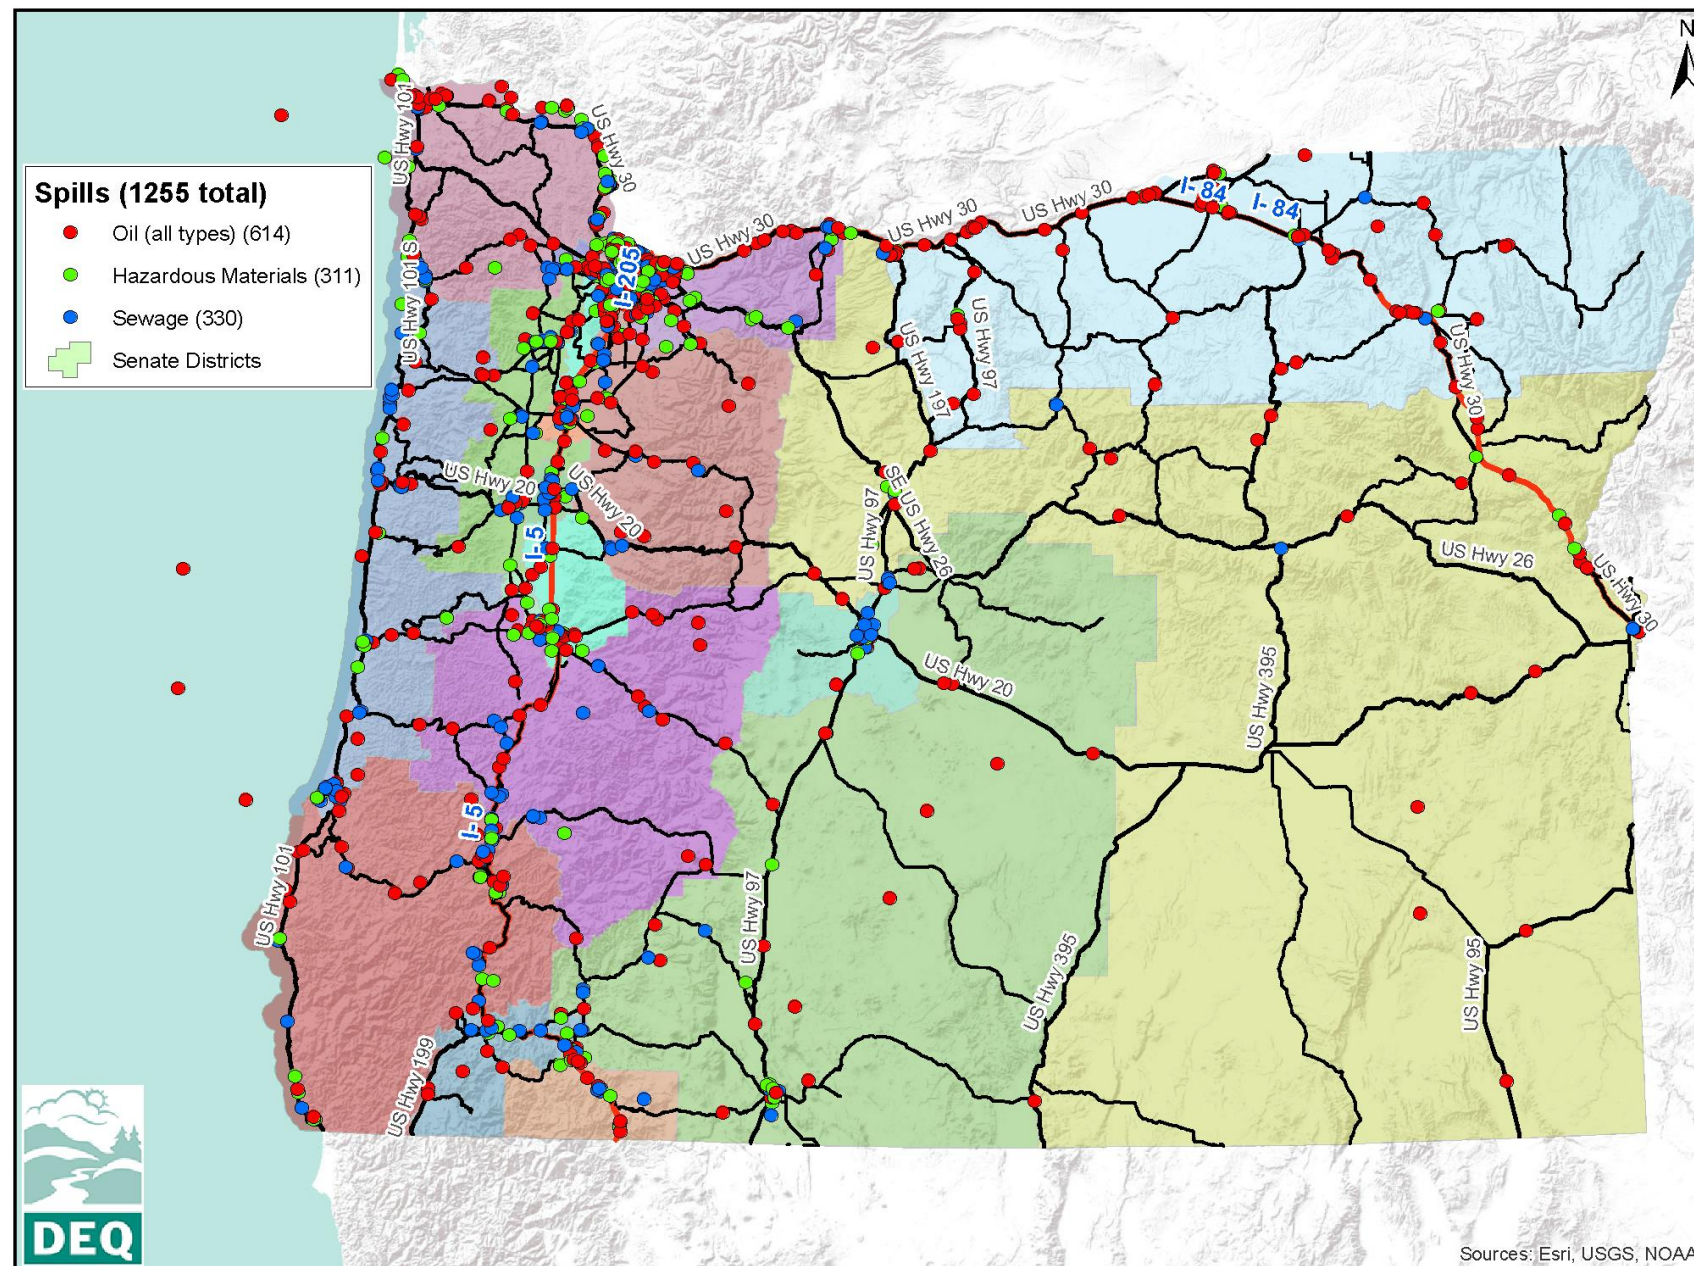 N
US Hwy 101
US Hwy 30
Spills (1255 total)
Oil (all types) (614)
Hazardous Materials (311)
Sewage (330)
Senate Districts
US Hwy 101 S
I-205
US Hwy 30
US Hwy 30
US Hwy 30
I- 84
I- 84
US Hwy 197
US Hwy 97
US Hwy 30
US Hwy 20
US Hwy 20
I-5
US Hwy 97
SE US Hwy 26
US Hwy 26
US Hwy 30
US Hwy 20
US Hwy 395
I- 5
US Hwy 101
US Hwy 97
US Hwy 395
US Hwy 95
US Hwy 199
DEQ
Sources: Esri, USGS, NOAA